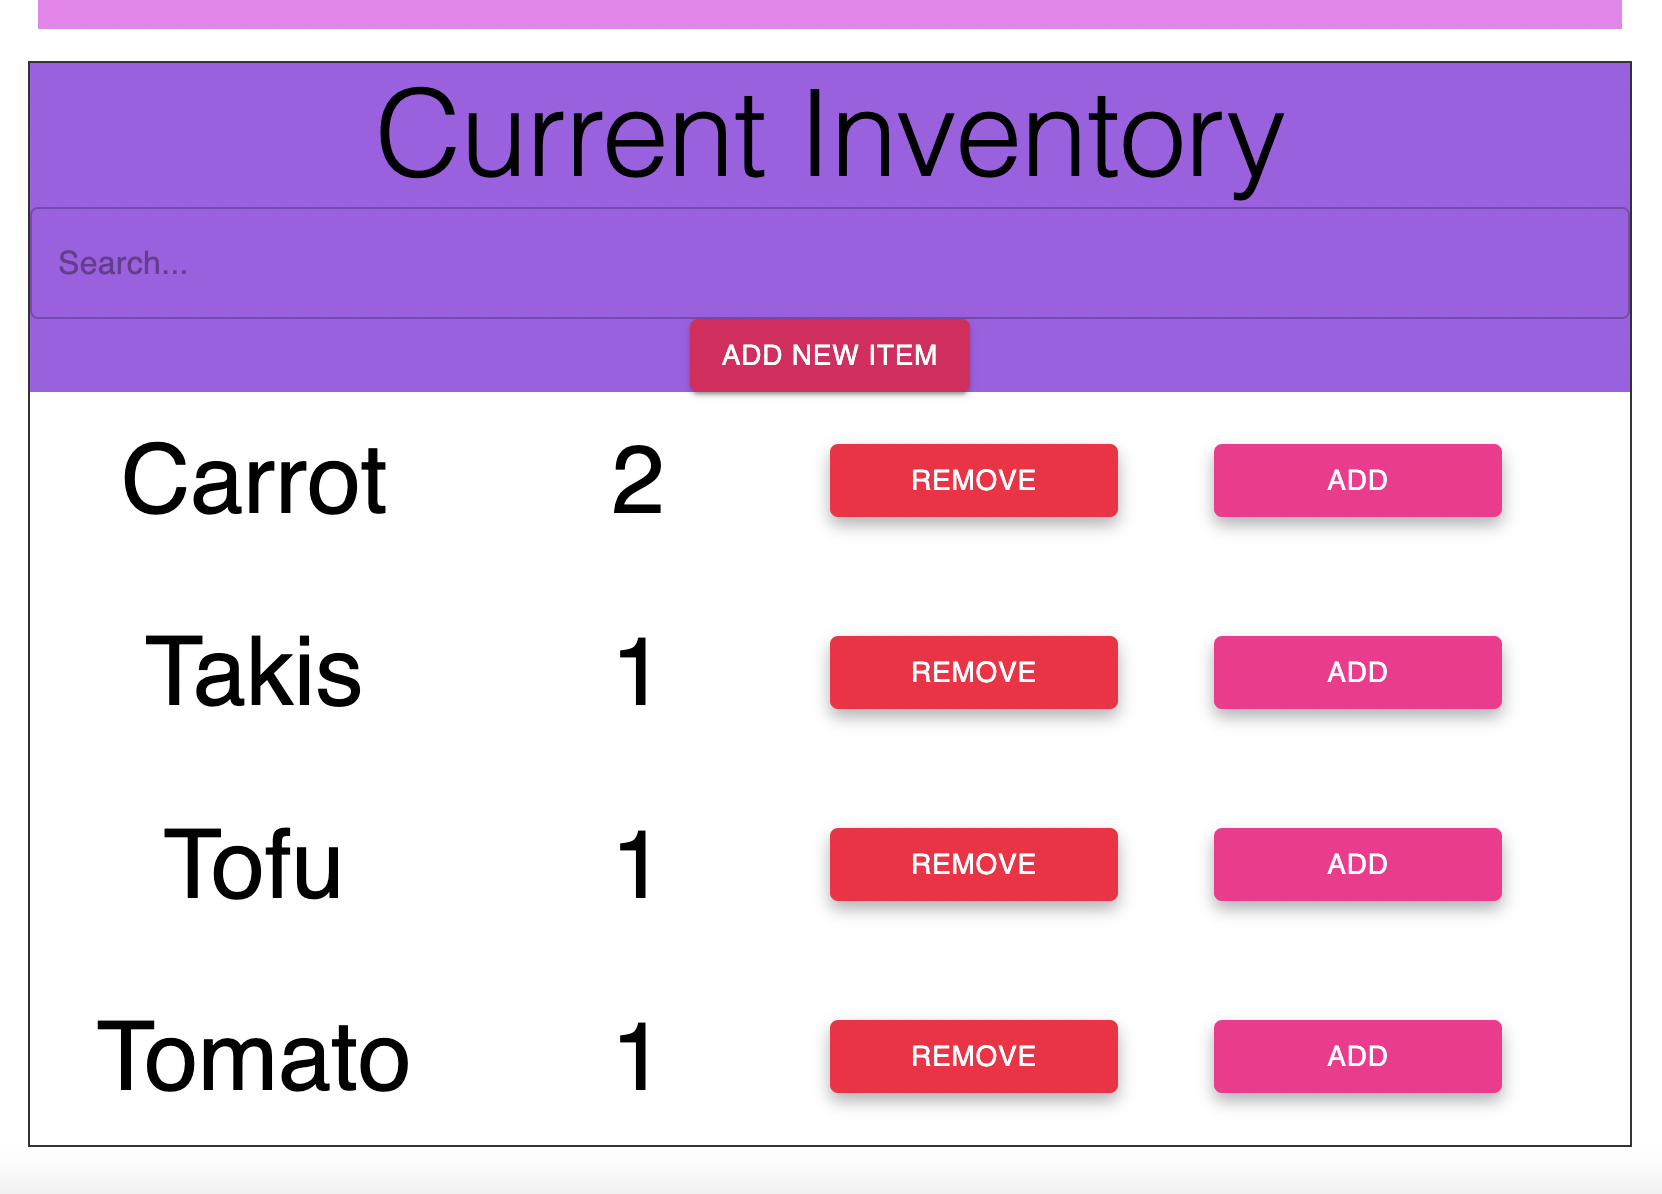 Current Inventory
Search...
ADD NEW ITEM
Carrot 2 REMOVE ADD
Takis 1 REMOVE ADD
Tofu 1 REMOVE ADD
Tomato 1 REMOVE ADD